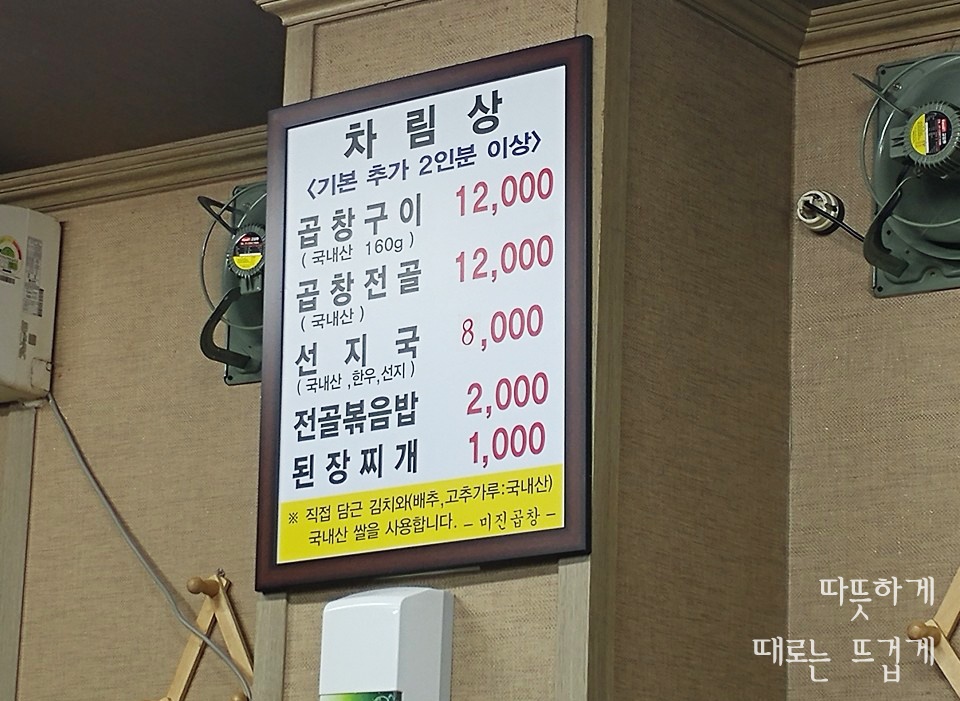 차림상
<기본 추가 2인분 이상>
곱창구이 12,000
( 국내산 160g )
곱창전골 12,000
( 국내산 )
선지국 8,000
( 국내산 ,한우,선지 )
전골볶음밥 2,000
된장찌개 1,000
※ 직접 담근 김치와(배추,고추가루:국내산)
국내산 쌀을 사용합니다. - 미진곱창 -
따뜻하게
때로는 뜨겁게